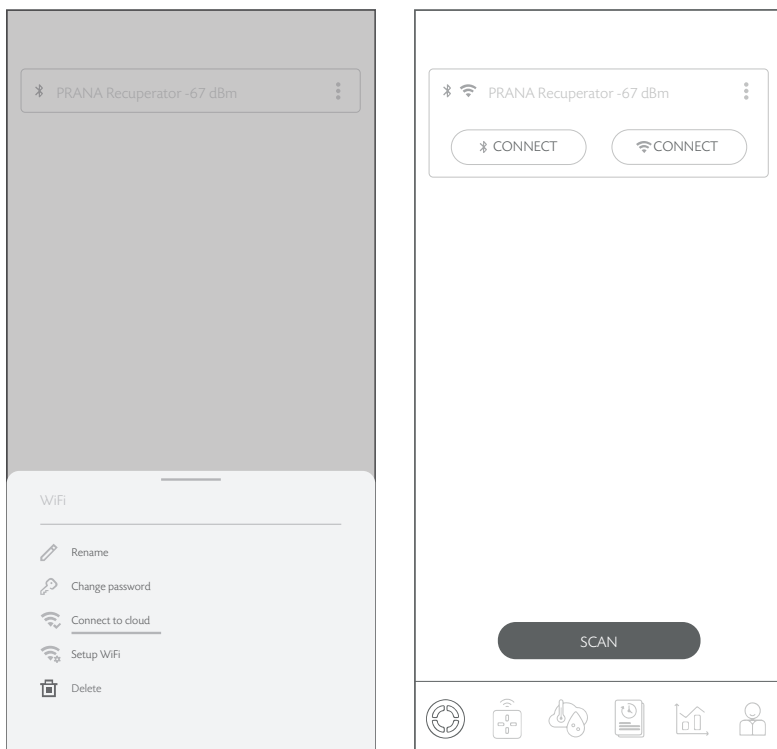 PRANA Recuperator -67 dBm
WiFi
Rename
Change password
Connect to cloud
Setup WiFi
Delete
PRANA Recuperator -67 dBm
CONNECT
CONNECT
SCAN